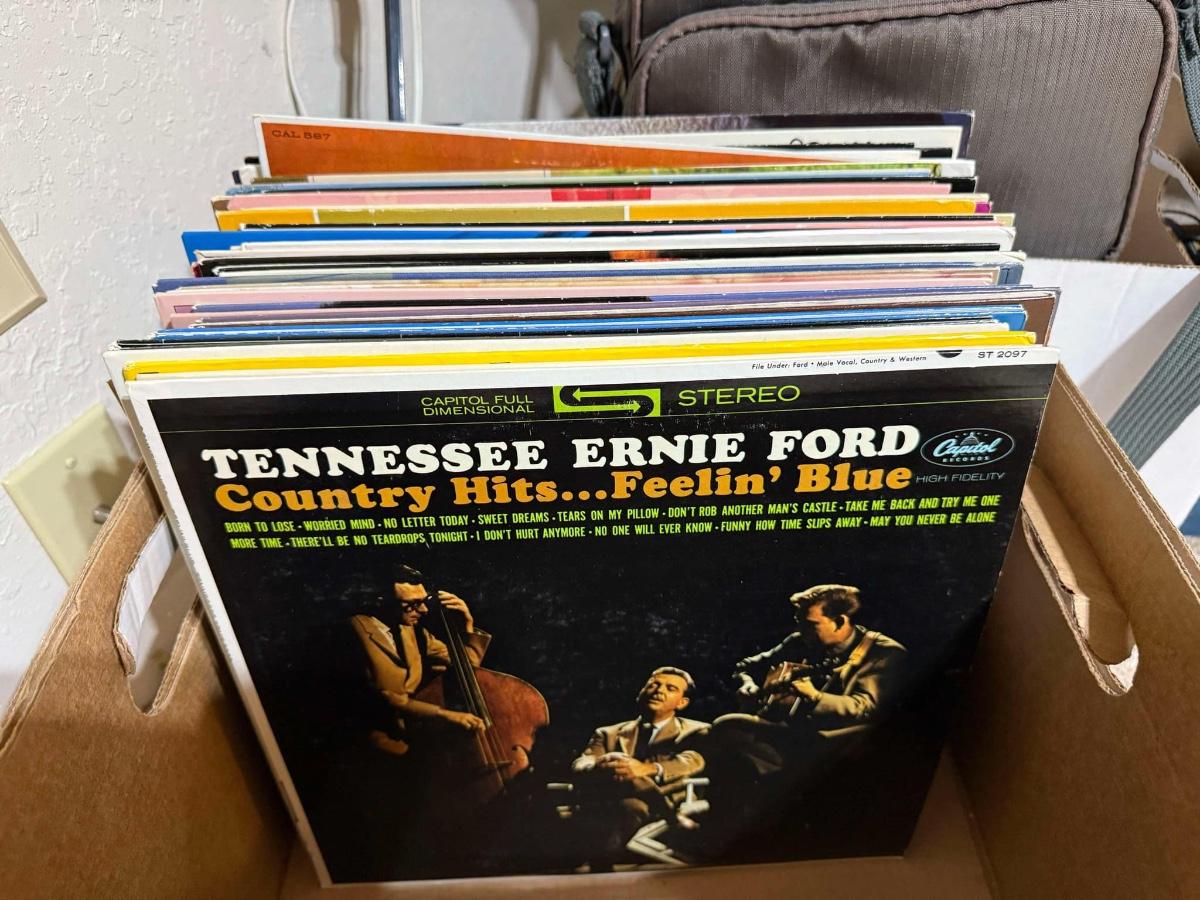 CAL 587
File Under: Ford • Male Vocal, Country & Western
ST 2097
CAPITOL FULL
DIMENSIONAL
STEREO
TENNESSEE ERNIE FORD
Country Hits...Feelin' Blue
Capitol
RECORDS
HIGH FIDELITY
BORN TO LOSE • WORRIED MIND • NO LETTER TODAY • SWEET DREAMS • TEARS ON MY PILLOW • DON'T ROB ANOTHER MAN'S CASTLE • TAKE ME BACK AND TRY ME ONE
MORE TIME • THERE'LL BE NO TEARDROPS TONIGHT • I DON'T HURT ANYMORE • NO ONE WILL EVER KNOW • FUNNY HOW TIME SLIPS AWAY • MAY YOU NEVER BE ALONE